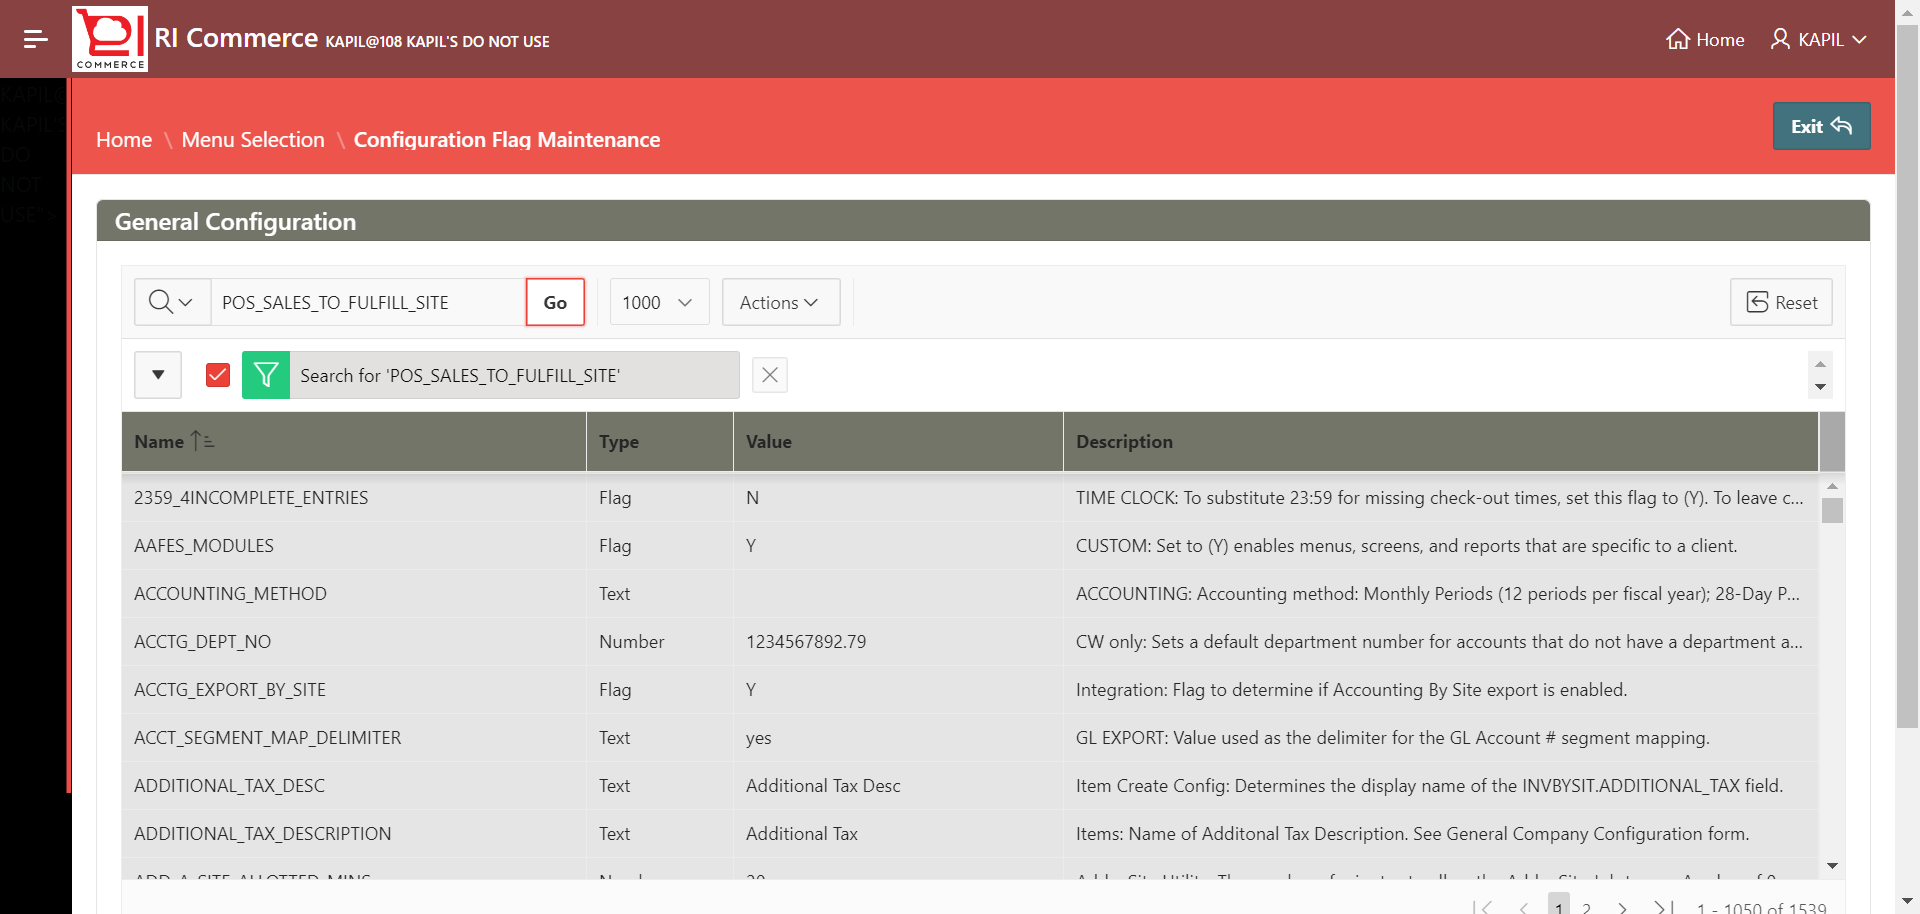 COMMERCE
RI Commerce KAPIL@108 KAPIL'S DO NOT USE
Home
KAPIL
KAPIL@
KAPIL'S
DO
NOT
USE
Home \ Menu Selection \ Configuration Flag Maintenance
Exit
General Configuration
POS_SALES_TO_FULFILL_SITE
Go
1000
Actions
Reset
Search for 'POS_SALES_TO_FULFILL_SITE'
Name Type Value Description
2359_4INCOMPLETE_ENTRIES Flag N TIME CLOCK: To substitute 23:59 for missing check-out times, set this flag to (Y). To leave c...
AAFES_MODULES Flag Y CUSTOM: Set to (Y) enables menus, screens, and reports that are specific to a client.
ACCOUNTING_METHOD Text ACCOUNTING: Accounting method: Monthly Periods (12 periods per fiscal year); 28-Day P...
ACCTG_DEPT_NO Number 1234567892.79 CW only: Sets a default department number for accounts that do not have a department a...
ACCTG_EXPORT_BY_SITE Flag Y Integration: Flag to determine if Accounting By Site export is enabled.
ACCT_SEGMENT_MAP_DELIMITER Text yes GL EXPORT: Value used as the delimiter for the GL Account # segment mapping.
ADDITIONAL_TAX_DESC Text Additional Tax Desc Item Create Config: Determines the display name of the INVBYSIT.ADDITIONAL_TAX field.
ADDITIONAL_TAX_DESCRIPTION Text Additional Tax Items: Name of Additonal Tax Description. See General Company Configuration form.
1 2 1 - 1050 of 1539